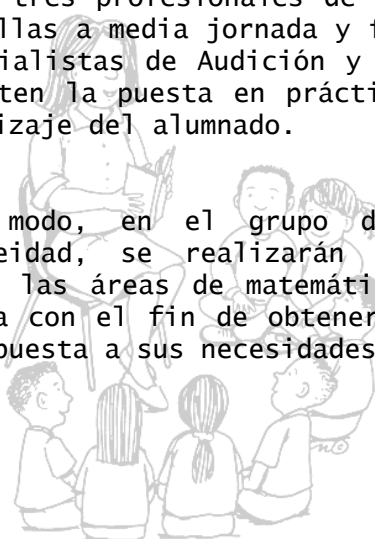 tres profesionales de
llas a media jornada y f
ialistas de Audición y
ten la puesta en prácti
izaje del alumnado.
modo, en el grupo d
eidad, se realizarán
las áreas de matemáti
a con el fin de obtener
puesta a sus necesidades